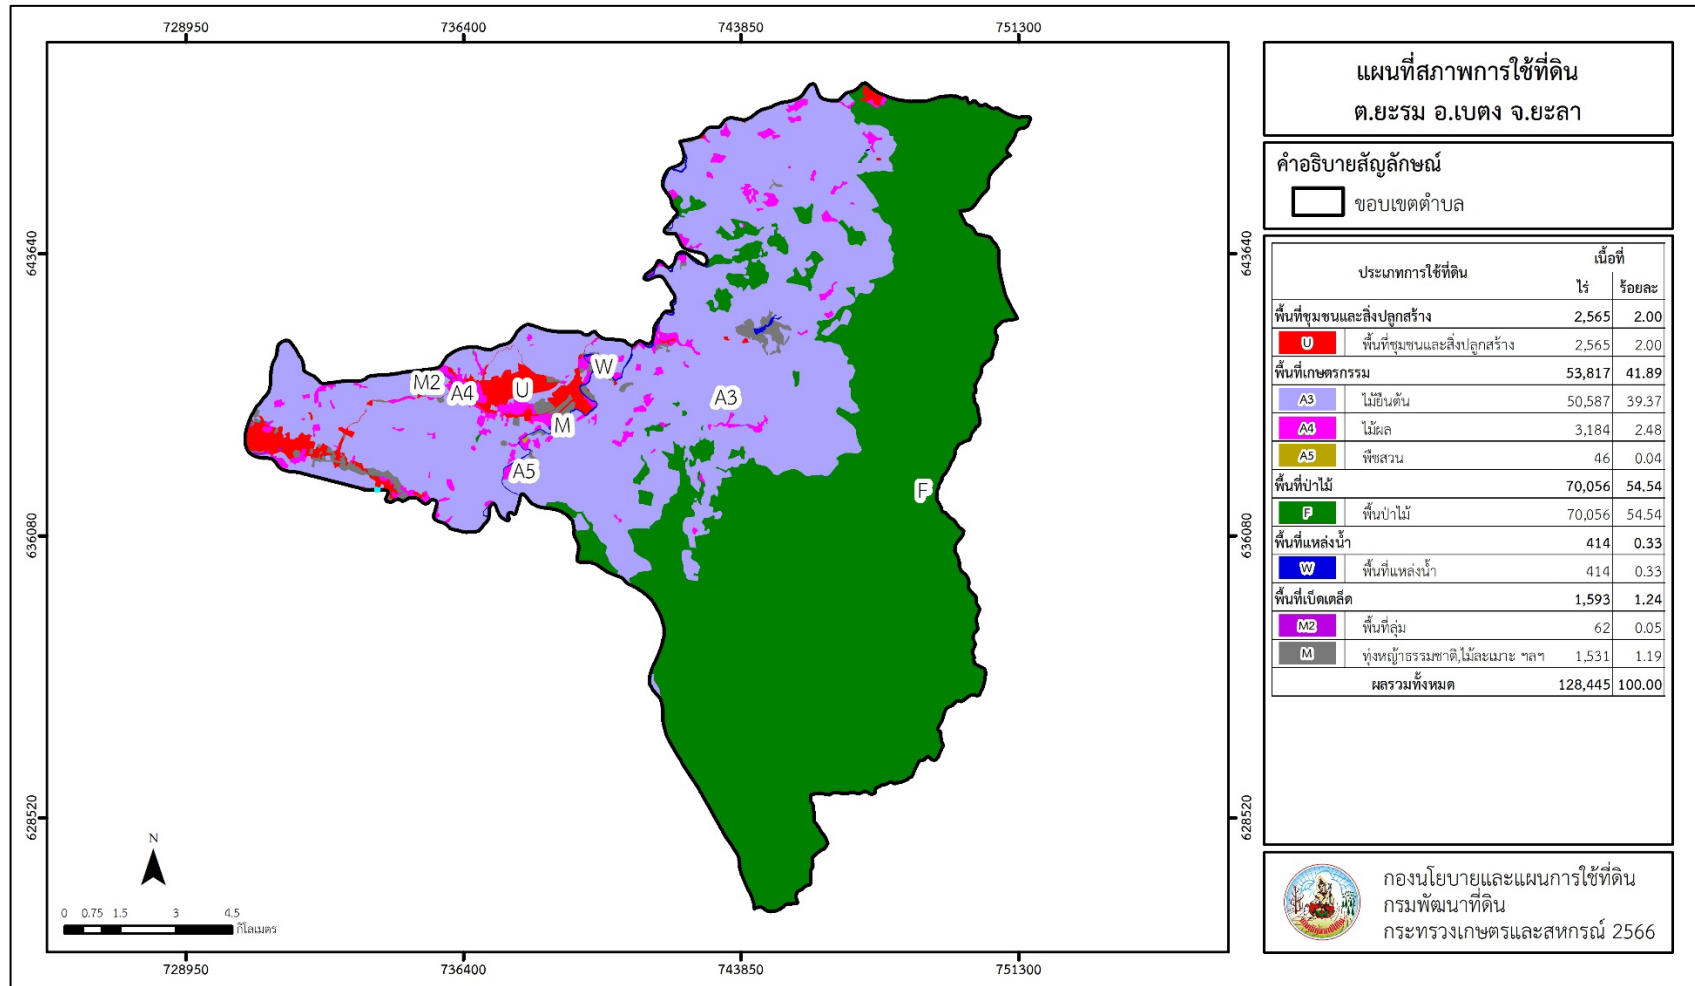 728950 736400 743850 751300
643640 643640
636080 636080
628520 628520
M2
A4
U
W
M
A5
A3
F
N
0 0.75 1.5 3 4.5
กิโลเมตร
728950 736400 743850 751300
แผนที่สภาพการใช้ที่ดิน
ต.ยะรม อ.เบตง จ.ยะลา
คำอธิบายสัญลักษณ์
ขอบเขตตำบล
ประเภทการใช้ที่ดิน เนื้อที่
ไร่ ร้อยละ
พื้นที่ชุมชนและสิ่งปลูกสร้าง 2,565 2.00
U พื้นที่ชุมชนและสิ่งปลูกสร้าง 2,565 2.00
พื้นที่เกษตรกรรม 53,817 41.89
A3 ไม้ยืนต้น 50,587 39.37
A4 ไม้ผล 3,184 2.48
A5 พืชสวน 46 0.04
พื้นที่ป่าไม้ 70,056 54.54
F พื้นป่าไม้ 70,056 54.54
พื้นที่แหล่งน้ำ 414 0.33
W พื้นที่แหล่งน้ำ 414 0.33
พื้นที่เบ็ดเตล็ด 1,593 1.24
M2 พื้นที่ลุ่ม 62 0.05
M ทุ่งหญ้าธรรมชาติ,ไม้ละเมาะ ฯลฯ 1,531 1.19
ผลรวมทั้งหมด 128,445 100.00
กองนโยบายและแผนการใช้ที่ดิน
กรมพัฒนาที่ดิน
กระทรวงเกษตรและสหกรณ์ 2566